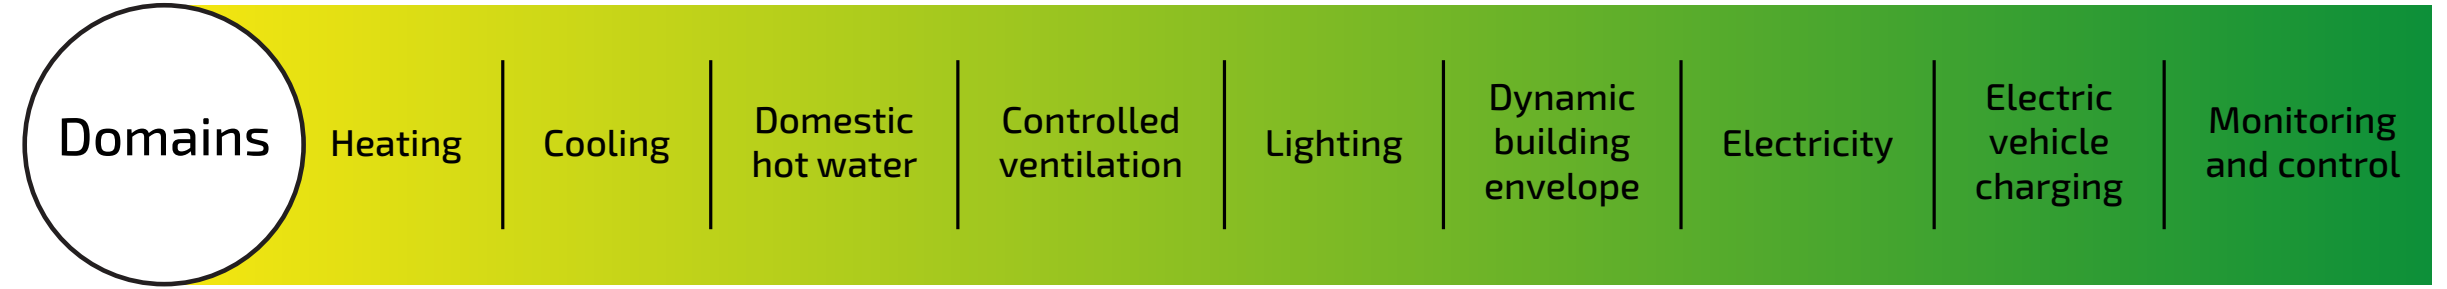 Domains
Heating
Cooling
Domestic
hot water
Controlled
ventilation
Lighting
Dynamic
building
envelope
Electricity
Electric
vehicle
charging
Monitoring
and control